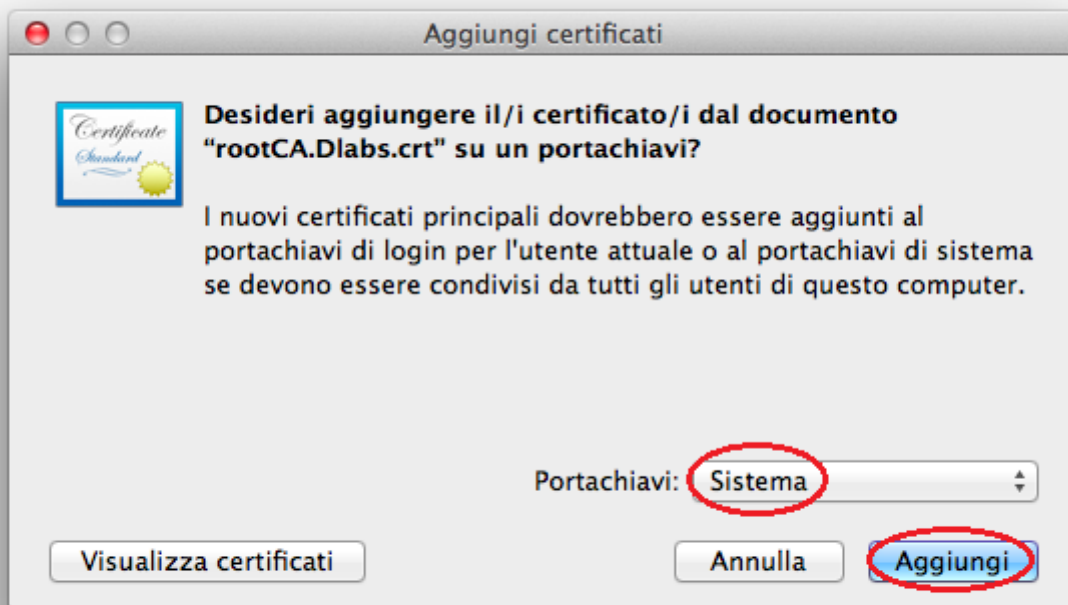 Aggiungi certificati
Certificate
Standard
Desideri aggiungere il/i certificato/i dal documento
“rootCA.Dlabs.crt” su un portachiavi?
I nuovi certificati principali dovrebbero essere aggiunti al
portachiavi di login per l'utente attuale o al portachiavi di sistema
se devono essere condivisi da tutti gli utenti di questo computer.
Portachiavi: Sistema
Visualizza certificati Annulla Aggiungi